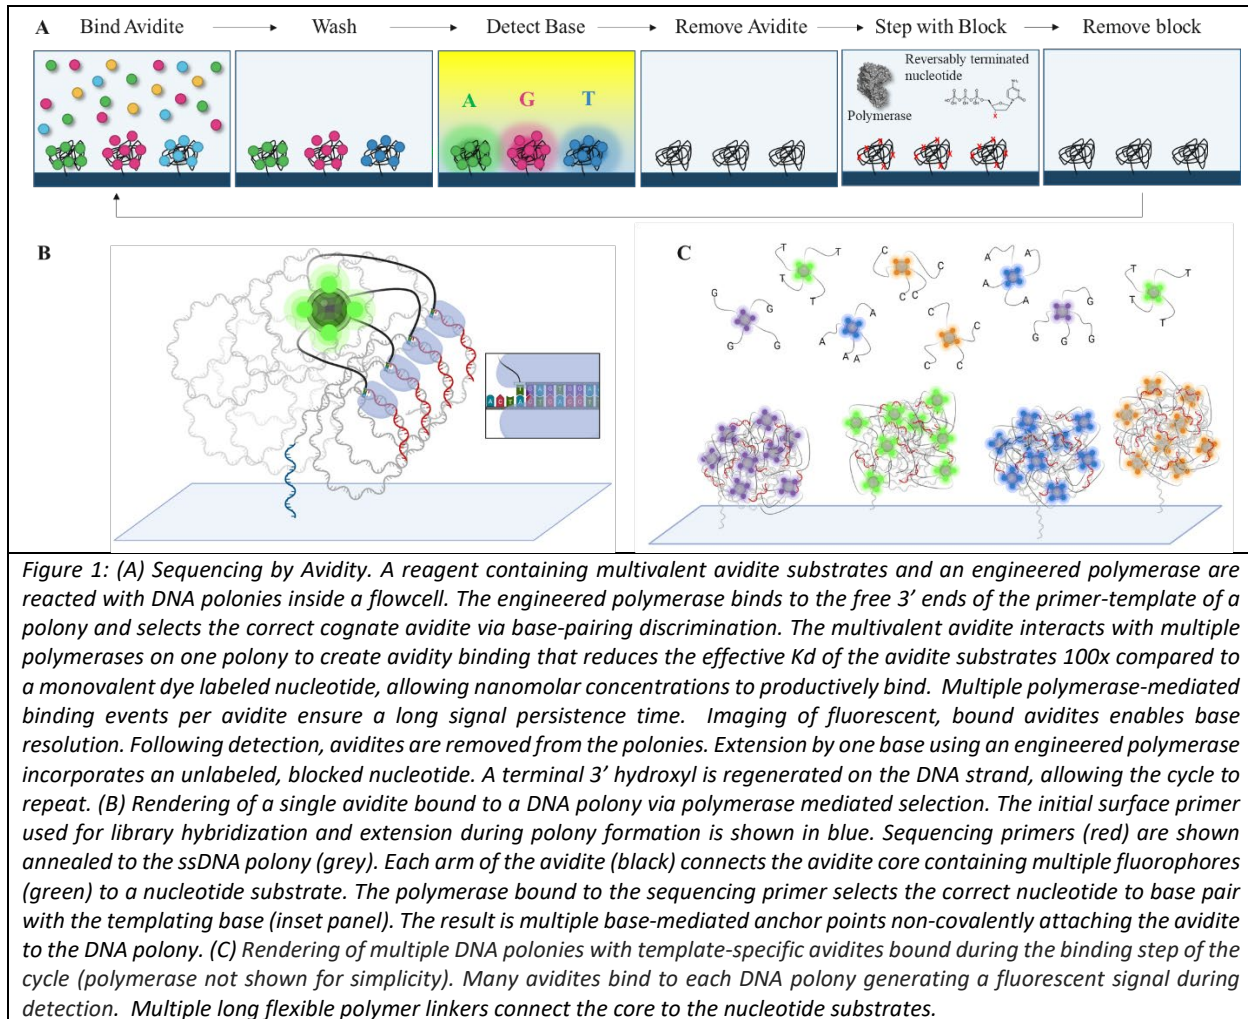 A Bind Avidite Wash Detect Base Remove Avidite Step with Block Remove block
Reversably terminated
nucleotide
Polymerase
A G T
B
C
T T T T
C C C C
A A A A
T T T T
G G G G
A A A A
C C C C
G G G G
Figure 1: (A) Sequencing by Avidity. A reagent containing multivalent avidite substrates and an engineered polymerase are
reacted with DNA polonies inside a flowcell. The engineered polymerase binds to the free 3’ ends of the primer-template of a
polony and selects the correct cognate avidite via base-pairing discrimination. The multivalent avidite interacts with multiple
polymerases on one polony to create avidity binding that reduces the effective Kd of the avidite substrates 100x compared to
a monovalent dye labeled nucleotide, allowing nanomolar concentrations to productively bind. Multiple polymerase-mediated
binding events per avidite ensure a long signal persistence time. Imaging of fluorescent, bound avidites enables base
resolution. Following detection, avidites are removed from the polonies. Extension by one base using an engineered polymerase
incorporates an unlabeled, blocked nucleotide. A terminal 3’ hydroxyl is regenerated on the DNA strand, allowing the cycle to
repeat. (B) Rendering of a single avidite bound to a DNA polony via polymerase mediated selection. The initial surface primer
used for library hybridization and extension during polony formation is shown in blue. Sequencing primers (red) are shown
annealed to the ssDNA polony (grey). Each arm of the avidite (black) connects the avidite core containing multiple fluorophores
(green) to a nucleotide substrate. The polymerase bound to the sequencing primer selects the correct nucleotide to base pair
with the templating base (inset panel). The result is multiple base-mediated anchor points non-covalently attaching the avidite
to the DNA polony. (C) Rendering of multiple DNA polonies with template-specific avidites bound during the binding step of the
cycle (polymerase not shown for simplicity). Many avidites bind to each DNA polony generating a fluorescent signal during
detection. Multiple long flexible polymer linkers connect the core to the nucleotide substrates.